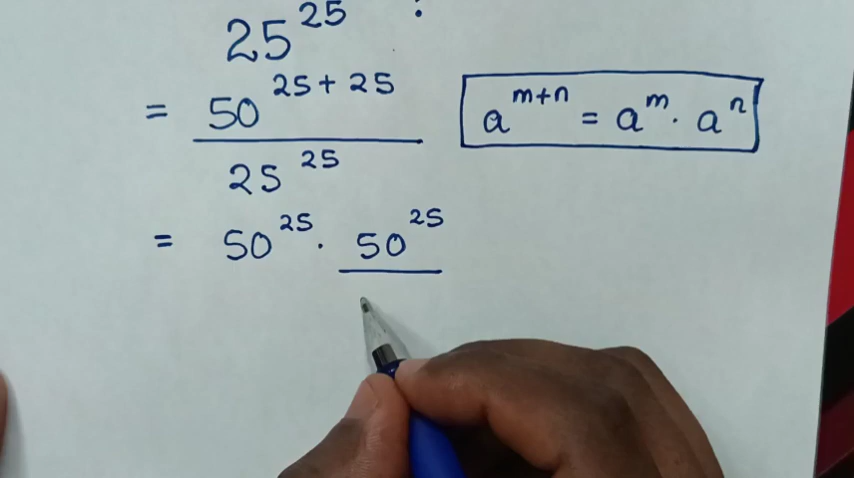 25^25 :
= 50^(25+25) / 25^25
a^(m+n) = a^m · a^n
= 50^25 · 50^25